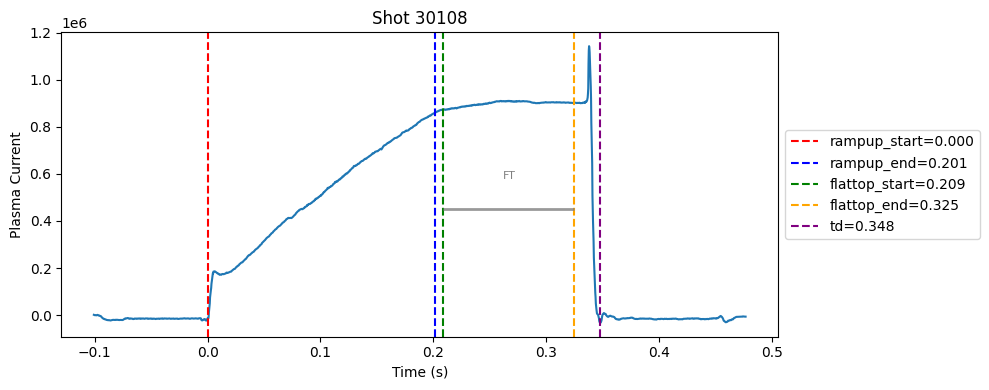 Shot 30108
1e6
1.2
1.0
0.8
0.6
0.4
0.2
0.0
Plasma Current
FT
−0.1
0.0
0.1
0.2
0.3
0.4
0.5
Time (s)
rampup_start=0.000
rampup_end=0.201
flattop_start=0.209
flattop_end=0.325
td=0.348